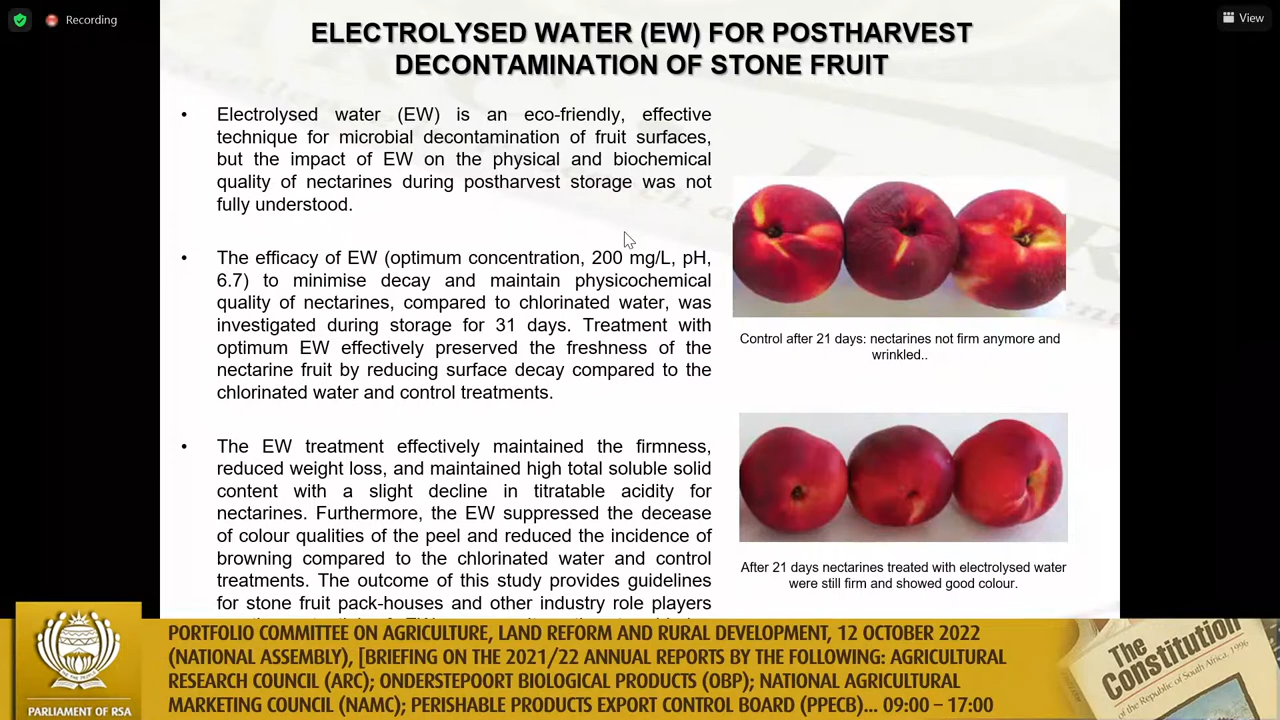 Recording
View
ELECTROLYSED WATER (EW) FOR POSTHARVEST
DECONTAMINATION OF STONE FRUIT
• Electrolysed water (EW) is an eco-friendly, effective
technique for microbial decontamination of fruit surfaces,
but the impact of EW on the physical and biochemical
quality of nectarines during postharvest storage was not
fully understood.
• The efficacy of EW (optimum concentration, 200 mg/L, pH,
6.7) to minimise decay and maintain physicochemical
quality of nectarines, compared to chlorinated water, was
investigated during storage for 31 days. Treatment with
optimum EW effectively preserved the freshness of the
nectarine fruit by reducing surface decay compared to the
chlorinated water and control treatments.
• The EW treatment effectively maintained the firmness,
reduced weight loss, and maintained high total soluble solid
content with a slight decline in titratable acidity for
nectarines. Furthermore, the EW suppressed the decease
of colour qualities of the peel and reduced the incidence of
browning compared to the chlorinated water and control
treatments. The outcome of this study provides guidelines
for stone fruit pack-houses and other industry role players
Control after 21 days: nectarines not firm anymore and
wrinkled..
After 21 days nectarines treated with electrolysed water
were still firm and showed good colour.
PARLIAMENT OF RSA
PORTFOLIO COMMITTEE ON AGRICULTURE, LAND REFORM AND RURAL DEVELOPMENT, 12 OCTOBER 2022
(NATIONAL ASSEMBLY), [BRIEFING ON THE 2021/22 ANNUAL REPORTS BY THE FOLLOWING: AGRICULTURAL
RESEARCH COUNCIL (ARC); ONDERSTEPOORT BIOLOGICAL PRODUCTS (OBP); NATIONAL AGRICULTURAL
MARKETING COUNCIL (NAMC); PERISHABLE PRODUCTS EXPORT CONTROL BOARD (PPECB)... 09:00 – 17:00
The
Constitution
of the Republic of South Africa, 1996